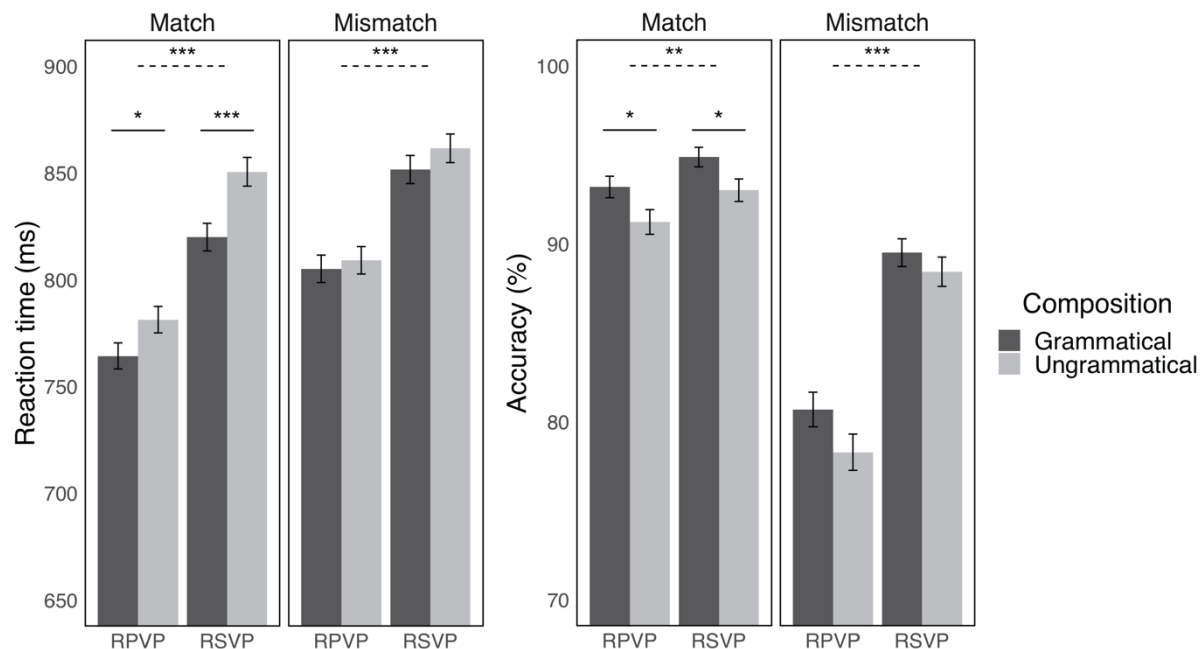 Match
Mismatch
Match
Mismatch
900
***
***
100
**
***
*
***
*
*
850
90
800
Reaction time (ms)
Accuracy (%)
Composition
Grammatical
Ungrammatical
750
80
700
650
70
RPVP
RSVP
RPVP
RSVP
RPVP
RSVP
RPVP
RSVP